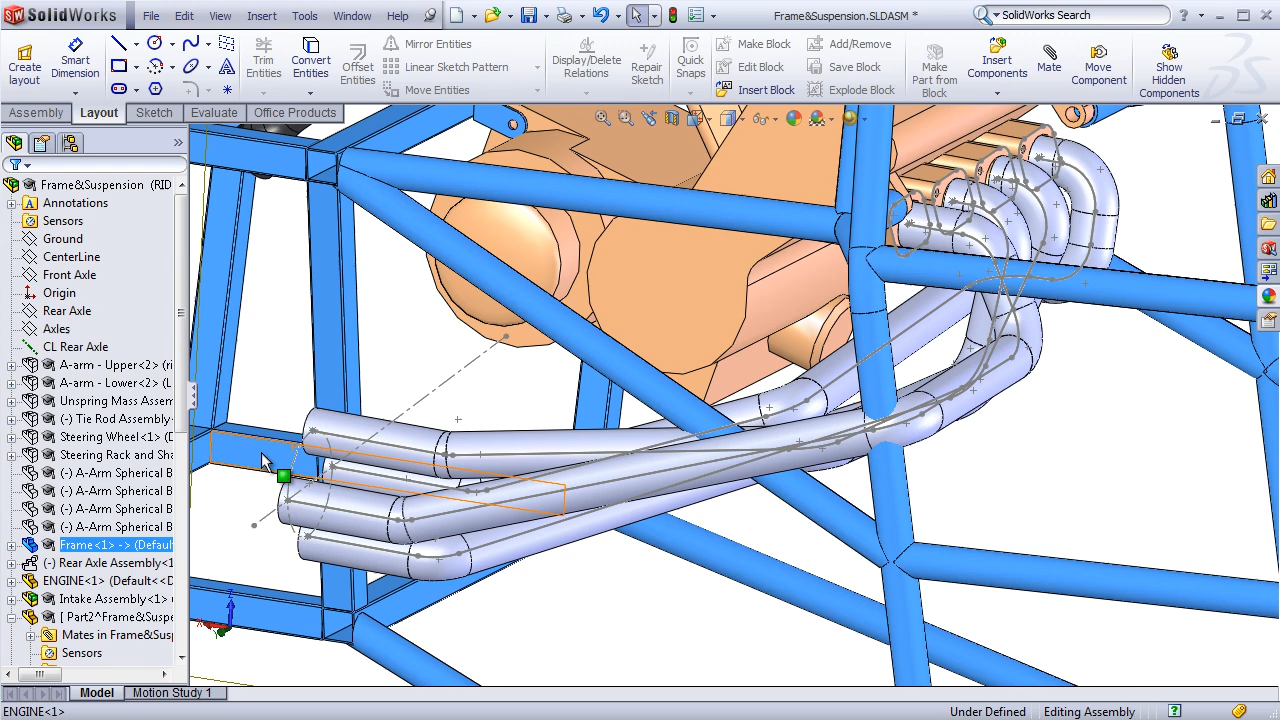 SolidWorks File Edit View Insert Tools Window Help Frame&Suspension.SLDASM * SolidWorks Search
Create layout
Smart Dimension
Trim Entities
Convert Entities
Offset Entities
Mirror Entities
Linear Sketch Pattern
Move Entities
Display/Delete Relations
Repair Sketch
Quick Snaps
Make Block
Edit Block
Insert Block
Add/Remove
Save Block
Explode Block
Make Part from Block
Insert Components
Mate
Move Component
Show Hidden Components
Assembly Layout Sketch Evaluate Office Products
Frame&Suspension (RID
Annotations
Sensors
Ground
CenterLine
Front Axle
Origin
Rear Axle
Axles
CL Rear Axle
A-arm - Upper<2> (ri
A-arm - Lower<2> (L
Unspring Mass Assem
(-) Tie Rod Assembly
Steering Wheel<1> (D
Steering Rack and Sha
(-) A-Arm Spherical B
(-) A-Arm Spherical B
(-) A-Arm Spherical B
(-) A-Arm Spherical B
Frame<1> -> (Defaul
(-) Rear Axle Assembly<1
ENGINE<1> (Default<<D
Intake Assembly<1>
[ Part2^Frame&Suspe
Mates in Frame&Susp
Sensors
Z
X
Y
Model Motion Study 1
ENGINE<1> Under Defined Editing Assembly